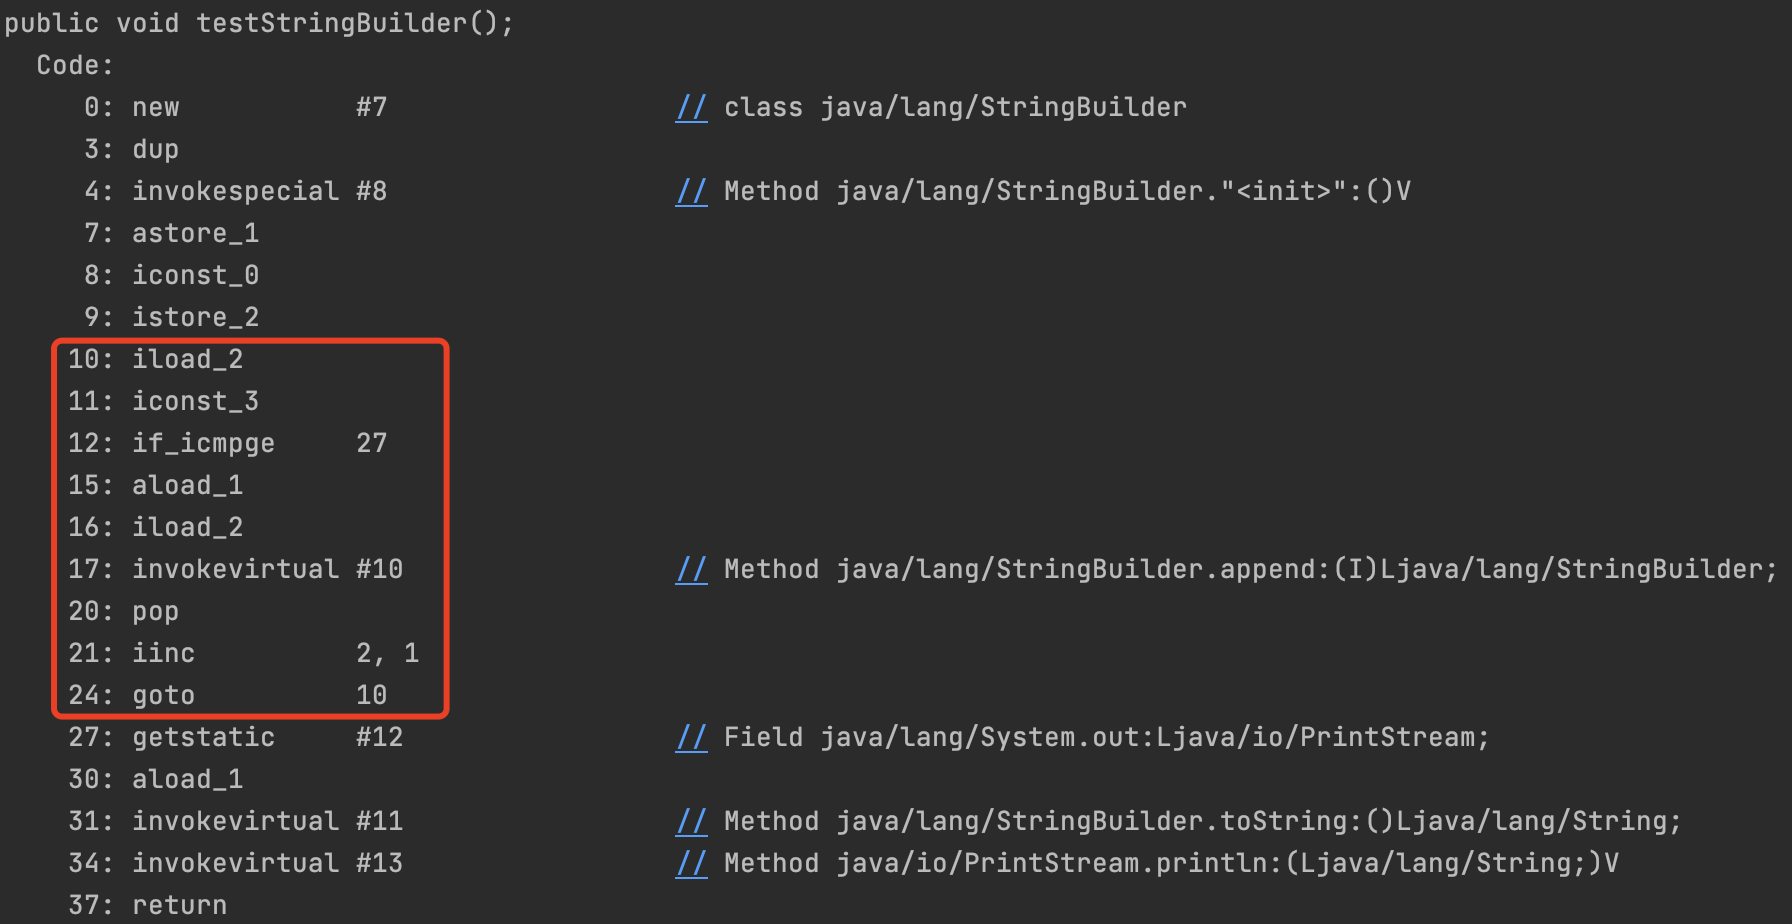 public void testStringBuilder();
  Code:
     0: new           #7                  // class java/lang/StringBuilder
     3: dup
     4: invokespecial #8                  // Method java/lang/StringBuilder."<init>":()V
     7: astore_1
     8: iconst_0
     9: istore_2
    10: iload_2
    11: iconst_3
    12: if_icmpge     27
    15: aload_1
    16: iload_2
    17: invokevirtual #10                 // Method java/lang/StringBuilder.append:(I)Ljava/lang/StringBuilder;
    20: pop
    21: iinc          2, 1
    24: goto          10
    27: getstatic     #12                 // Field java/lang/System.out:Ljava/io/PrintStream;
    30: aload_1
    31: invokevirtual #11                 // Method java/lang/StringBuilder.toString:()Ljava/lang/String;
    34: invokevirtual #13                 // Method java/io/PrintStream.println:(Ljava/lang/String;)V
    37: return